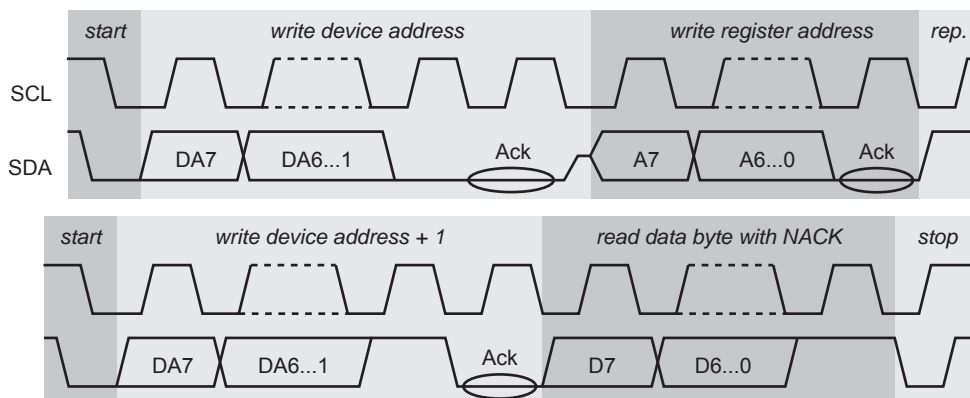 start write device address write register address rep.
SCL
SDA DA7 DA6...1 Ack A7 A6...0 Ack
start write device address + 1 read data byte with NACK stop
DA7 DA6...1 Ack D7 D6...0